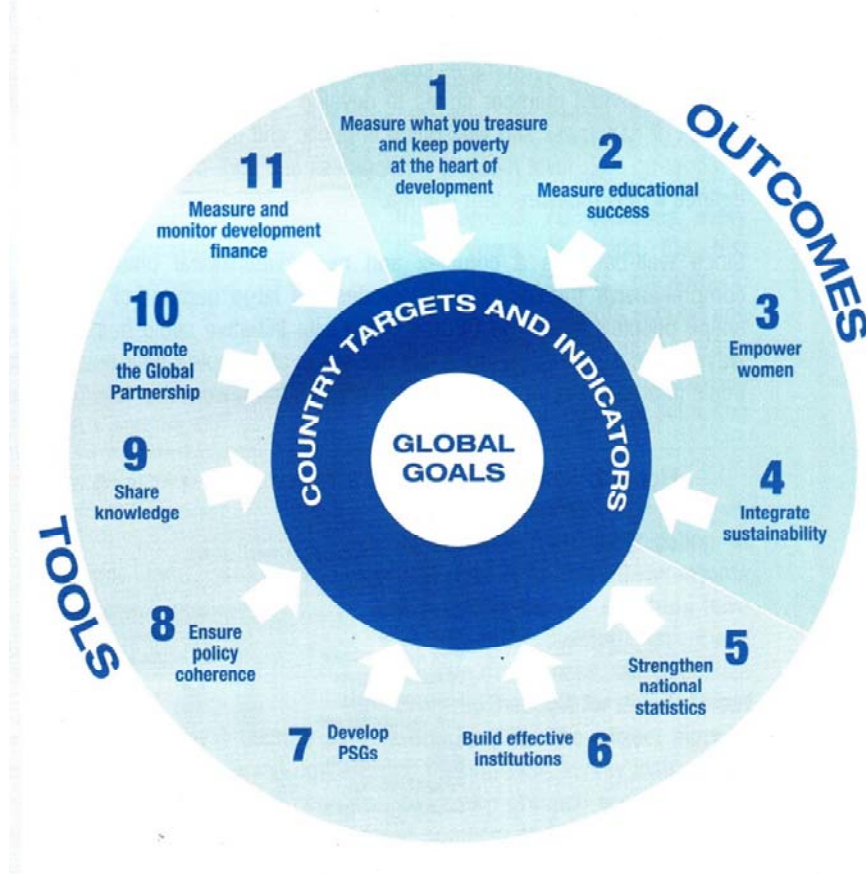 OUTCOMES
1
Measure what you treasure
and keep poverty
at the heart of
development
2
Measure educational
success
3
Empower
women
4
Integrate
sustainability
5
Strengthen
national
statistics
6
Build effective
institutions
7
Develop
PSGs
8
Ensure
policy
coherence
9
Share
knowledge
10
Promote
the Global
Partnership
11
Measure and
monitor development
finance
TOOLS
COUNTRY TARGETS AND INDICATORS
GLOBAL
GOALS